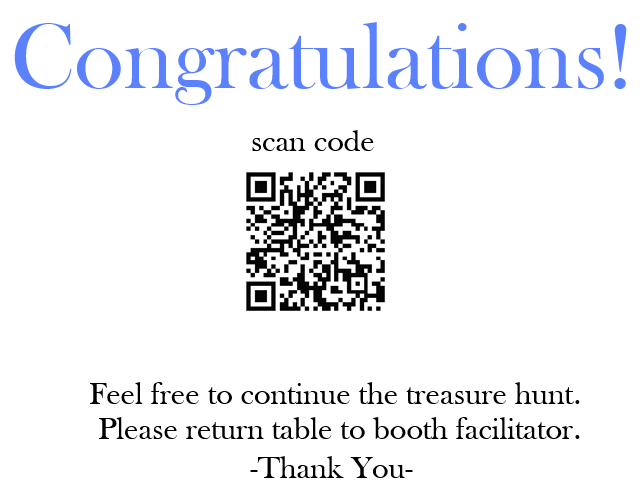 Congratulations!
scan code
Feel free to continue the treasure hunt.
Please return table to booth facilitator.
-Thank You-